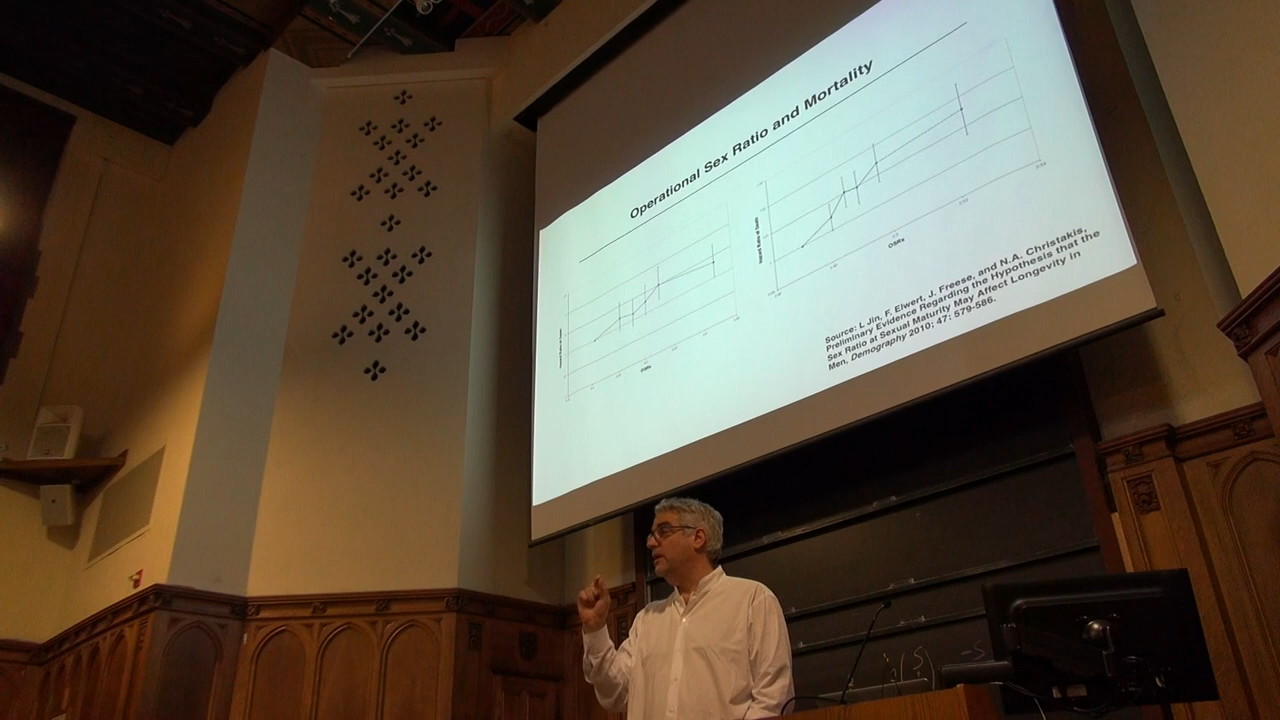 Operational Sex Ratio and Mortality
OSRs
OSRs
Source: L Jin, F. Elwert, J. Freese, and N.A. Christakis,
Preliminary Evidence Regarding the Hypothesis that the
Sex Ratio at Sexual Maturity May Affect Longevity in
Men, Demography 2010; 47: 579-586.